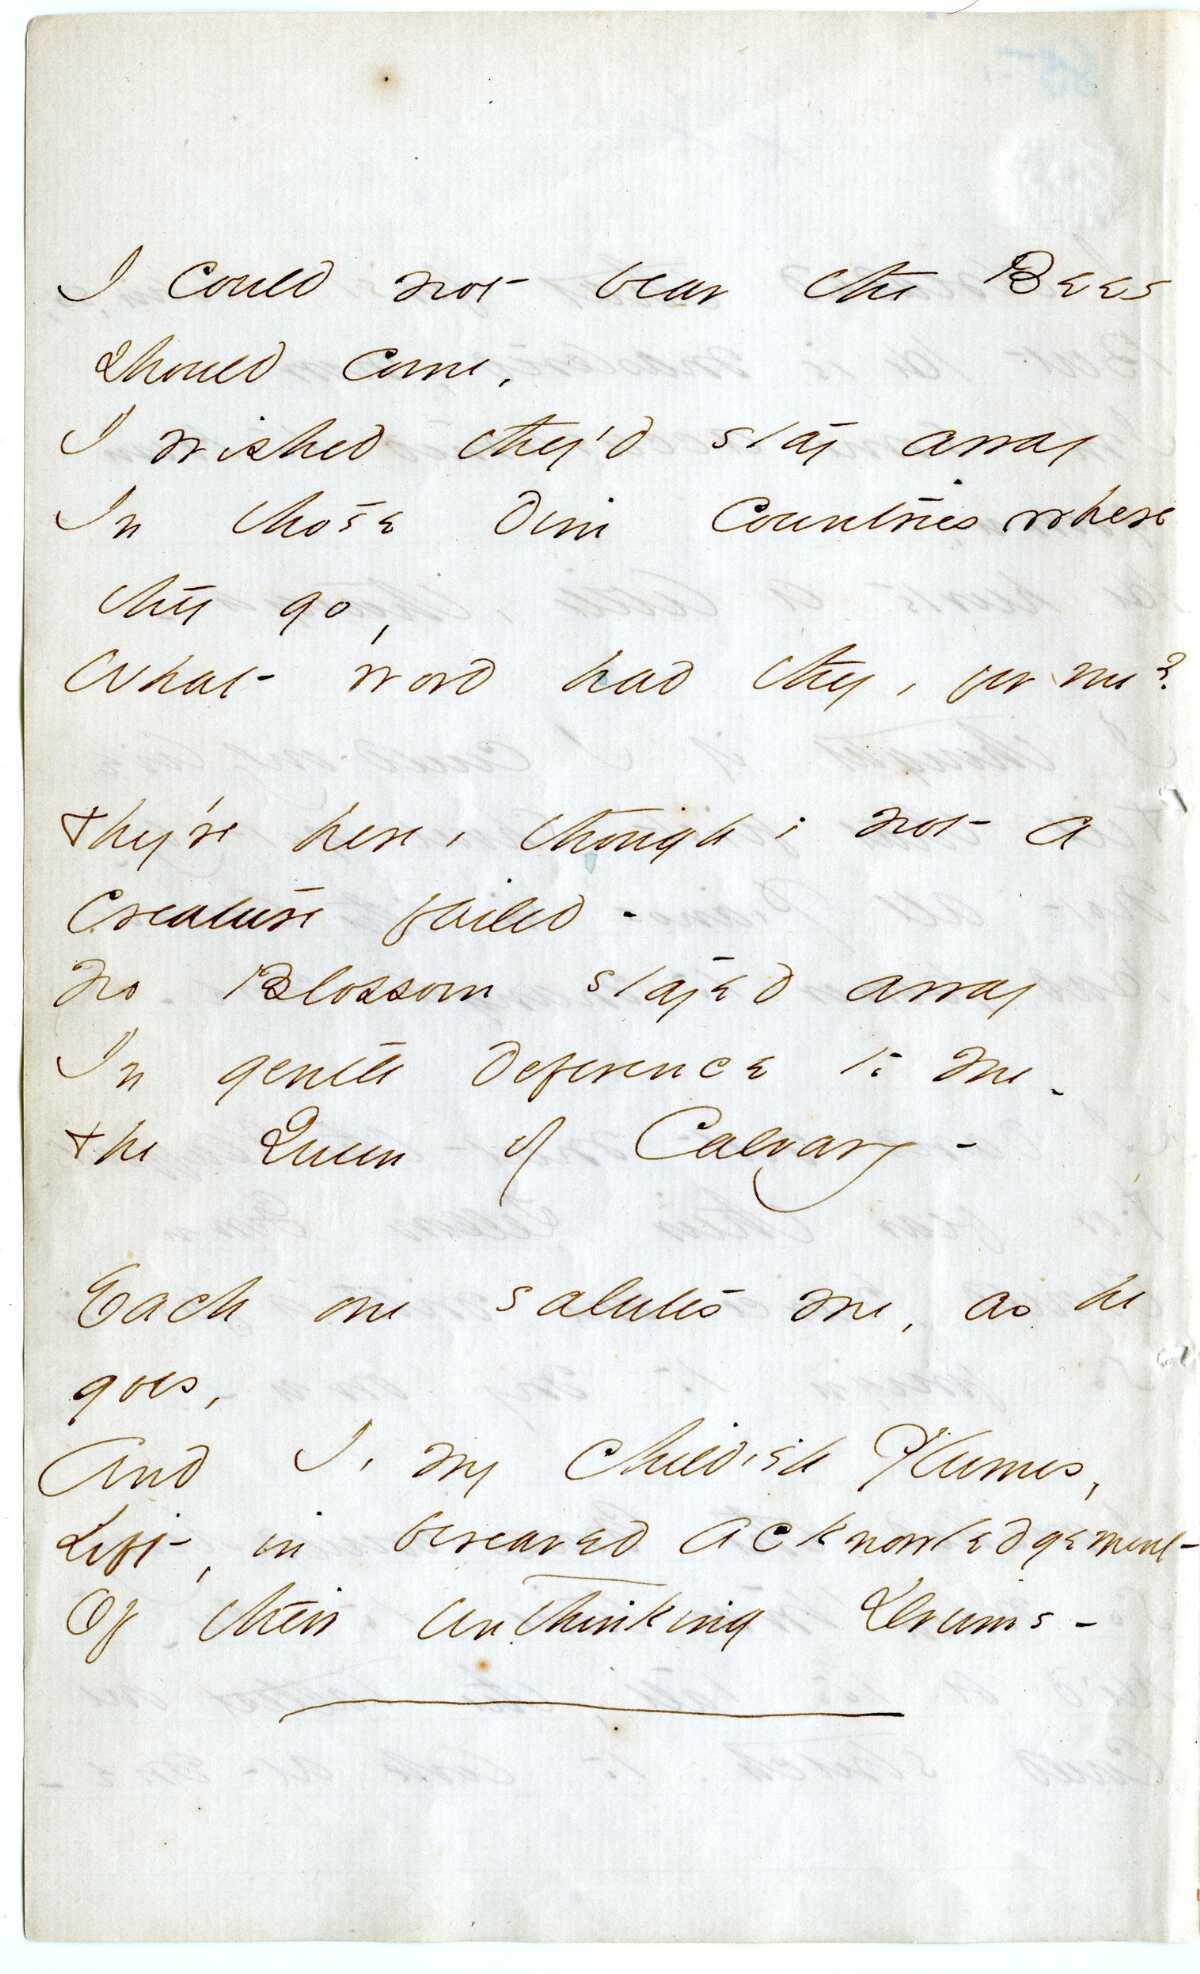 I could not bear the Bees
should come,
I wished they'd stay away
In those dim countries where
they go,
What word had they, for me?
They're here, though; not a
creature failed -
No Blossom stayed away
In gentle deference to me -
The Queen of Calvary -
Each one salutes me, as he
goes,
And I, my childish Plumes,
Lift, in bereaved acknowledgement
Of their unthinking Drums -